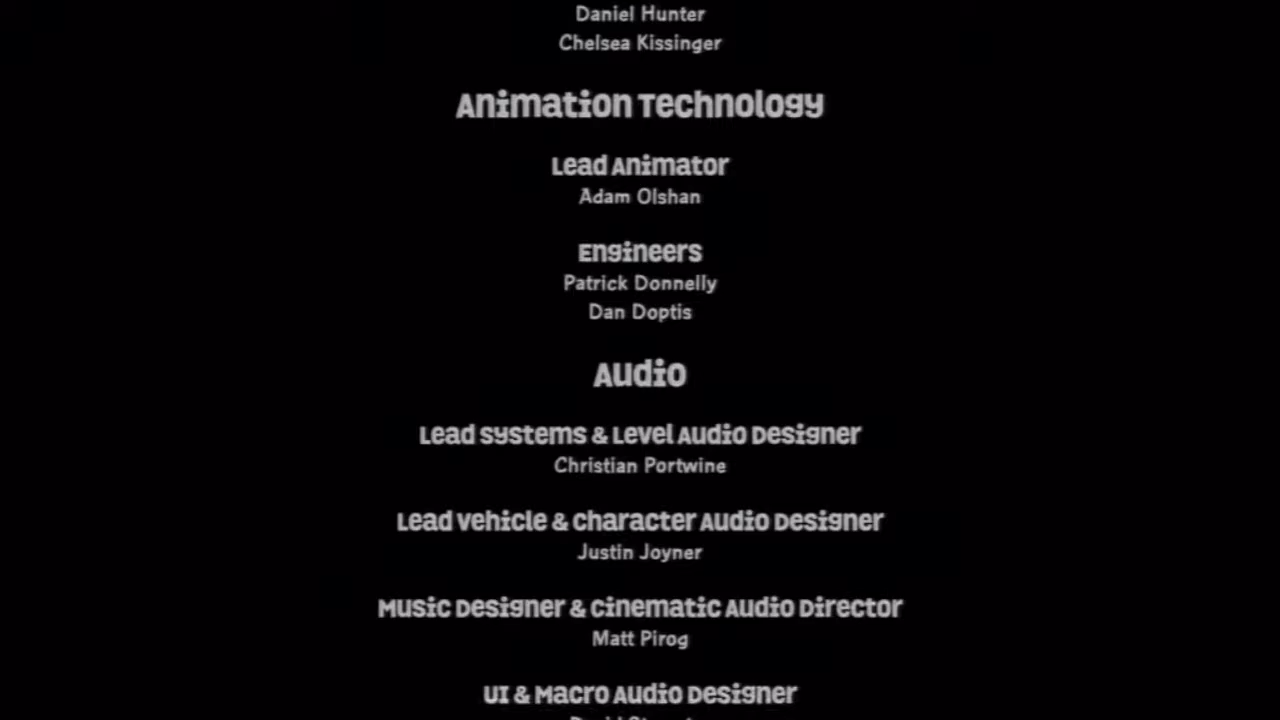 Daniel Hunter
Chelsea Kissinger
Animation Technology
Lead Animator
Adam Olshan
Engineers
Patrick Donnelly
Dan Doptis
Audio
Lead Systems & Level Audio Designer
Christian Portwine
Lead Vehicle & Character Audio Designer
Justin Joyner
Music Designer & Cinematic Audio Director
Matt Pirog
UI & Macro Audio Designer